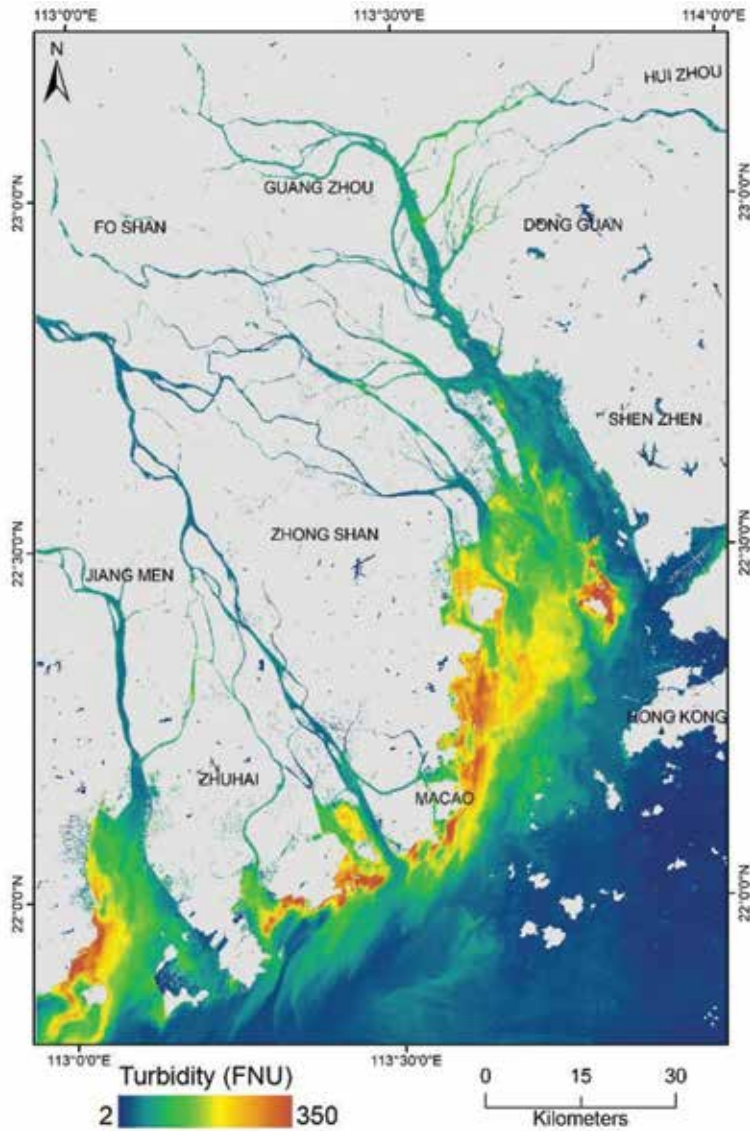 113°0'0"E 113°30'0"E 114°0'0"E
N
HUI ZHOU
GUANG ZHOU
23°0'0"N 23°0'0"N
FO SHAN DONG GUAN
SHEN ZHEN
ZHONG SHAN
22°30'0"N 22°30'0"N
JIANG MEN
HONG KONG
ZHUHAI
MACAO
22°0'0"N 22°0'0"N
113°0'0"E 113°30'0"E
Turbidity (FNU)
2 350
0 15 30
Kilometers